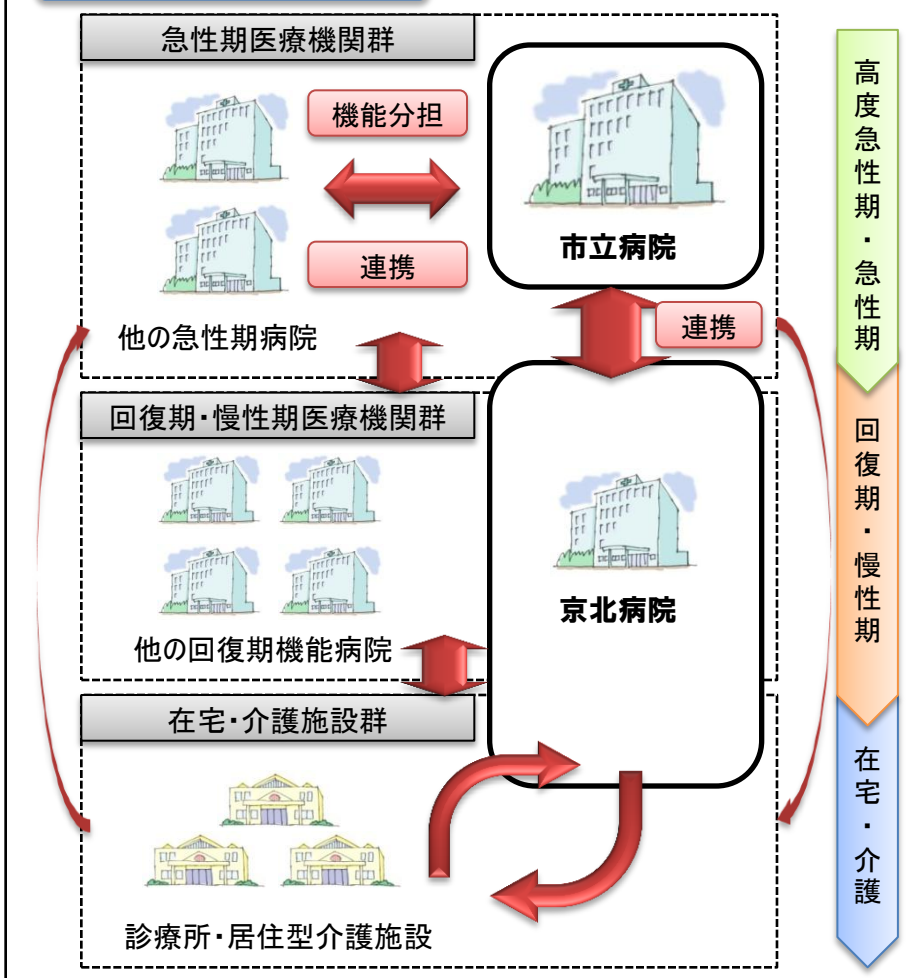 急性期医療機関群
機能分担
連携
市立病院
他の急性期病院
連携
回復期・慢性期医療機関群
京北病院
他の回復期機能病院
在宅・介護施設群
診療所・居住型介護施設
高度急性期・急性期
回復期・慢性期
在宅・介護